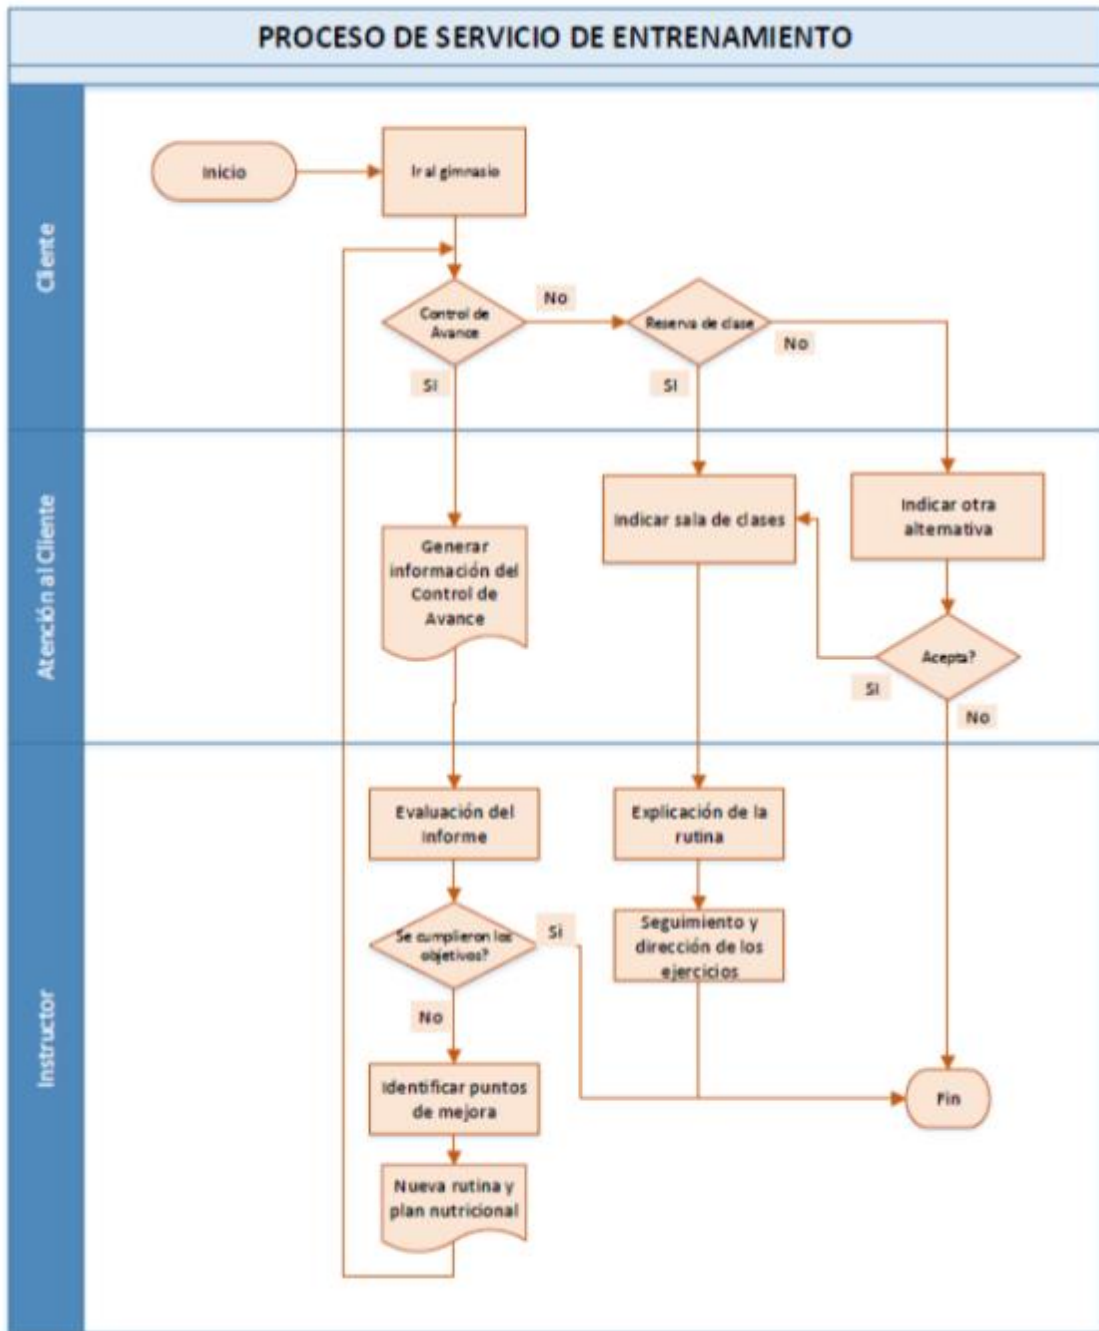 PROCESO DE SERVICIO DE ENTRENAMIENTO
Cliente
Inicio
Ir al gimnasio
Control de
Avance
No
Reserva de clase
No
Si
Si
Atención al Cliente
Generar
información del
Control de
Avance
Indicar sala de clases
Indicar otra
alternativa
Acepta?
Si
No
Instructor
Evaluación del
Informe
Explicación de la
rutina
Se cumplieron los
objetivos?
Si
Seguimiento y
dirección de los
ejercicios
No
Identificar puntos
de mejora
Fin
Nueva rutina y
plan nutricional